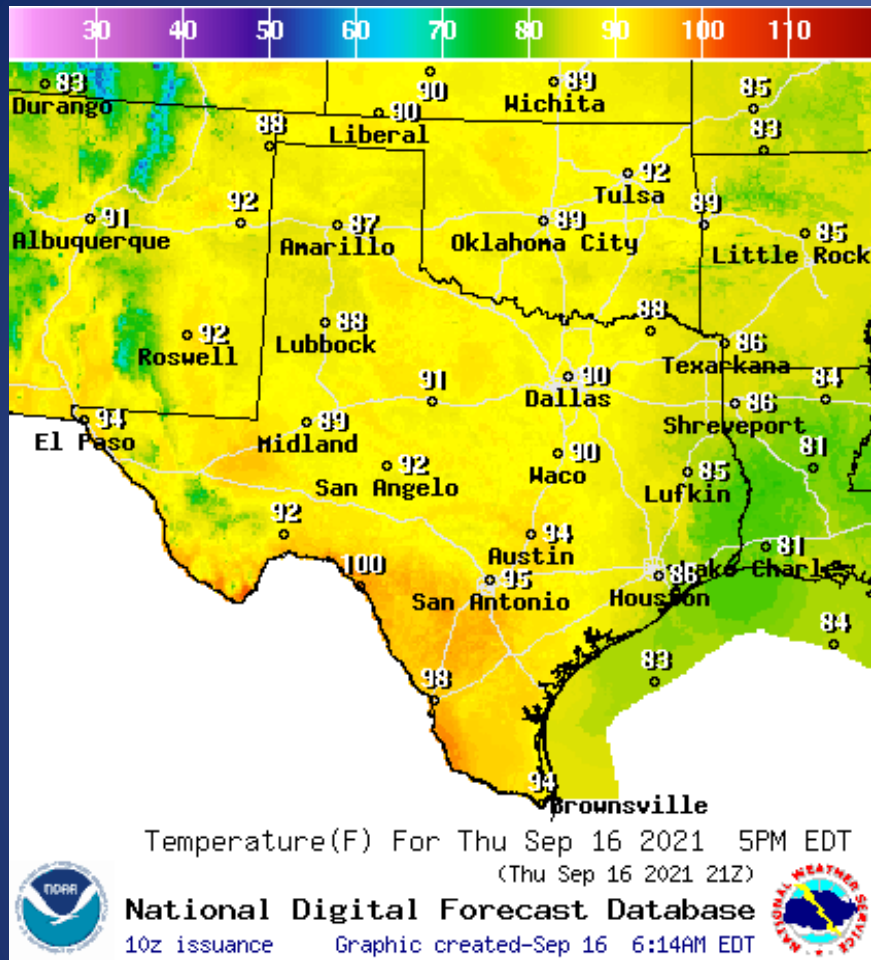 30 40 50 60 70 80 90 100 110
83
Durango
90
89
Wichita
85
90
Liberal
88
83
92
Tulsa
91
Albuquerque
92
87
Amarillo
89
Oklahoma City
89
85
Little Rock
92
Roswell
88
Lubbock
88
86
Texarkana
90
Dallas
91
84
86
Shreveport
94
El Paso
89
Midland
92
San Angelo
90
Waco
85
Lufkin
81
92
94
Austin
81
Lake Charles
100
95
San Antonio
86
Houston
84
83
98
94
Brownsville
Temperature(F) For Thu Sep 16 2021 5PM EDT
(Thu Sep 16 2021 21Z)
National Digital Forecast Database
10z issuance Graphic created-Sep 16 6:14AM EDT
NOAA
NATIONAL WEATHER SERVICE